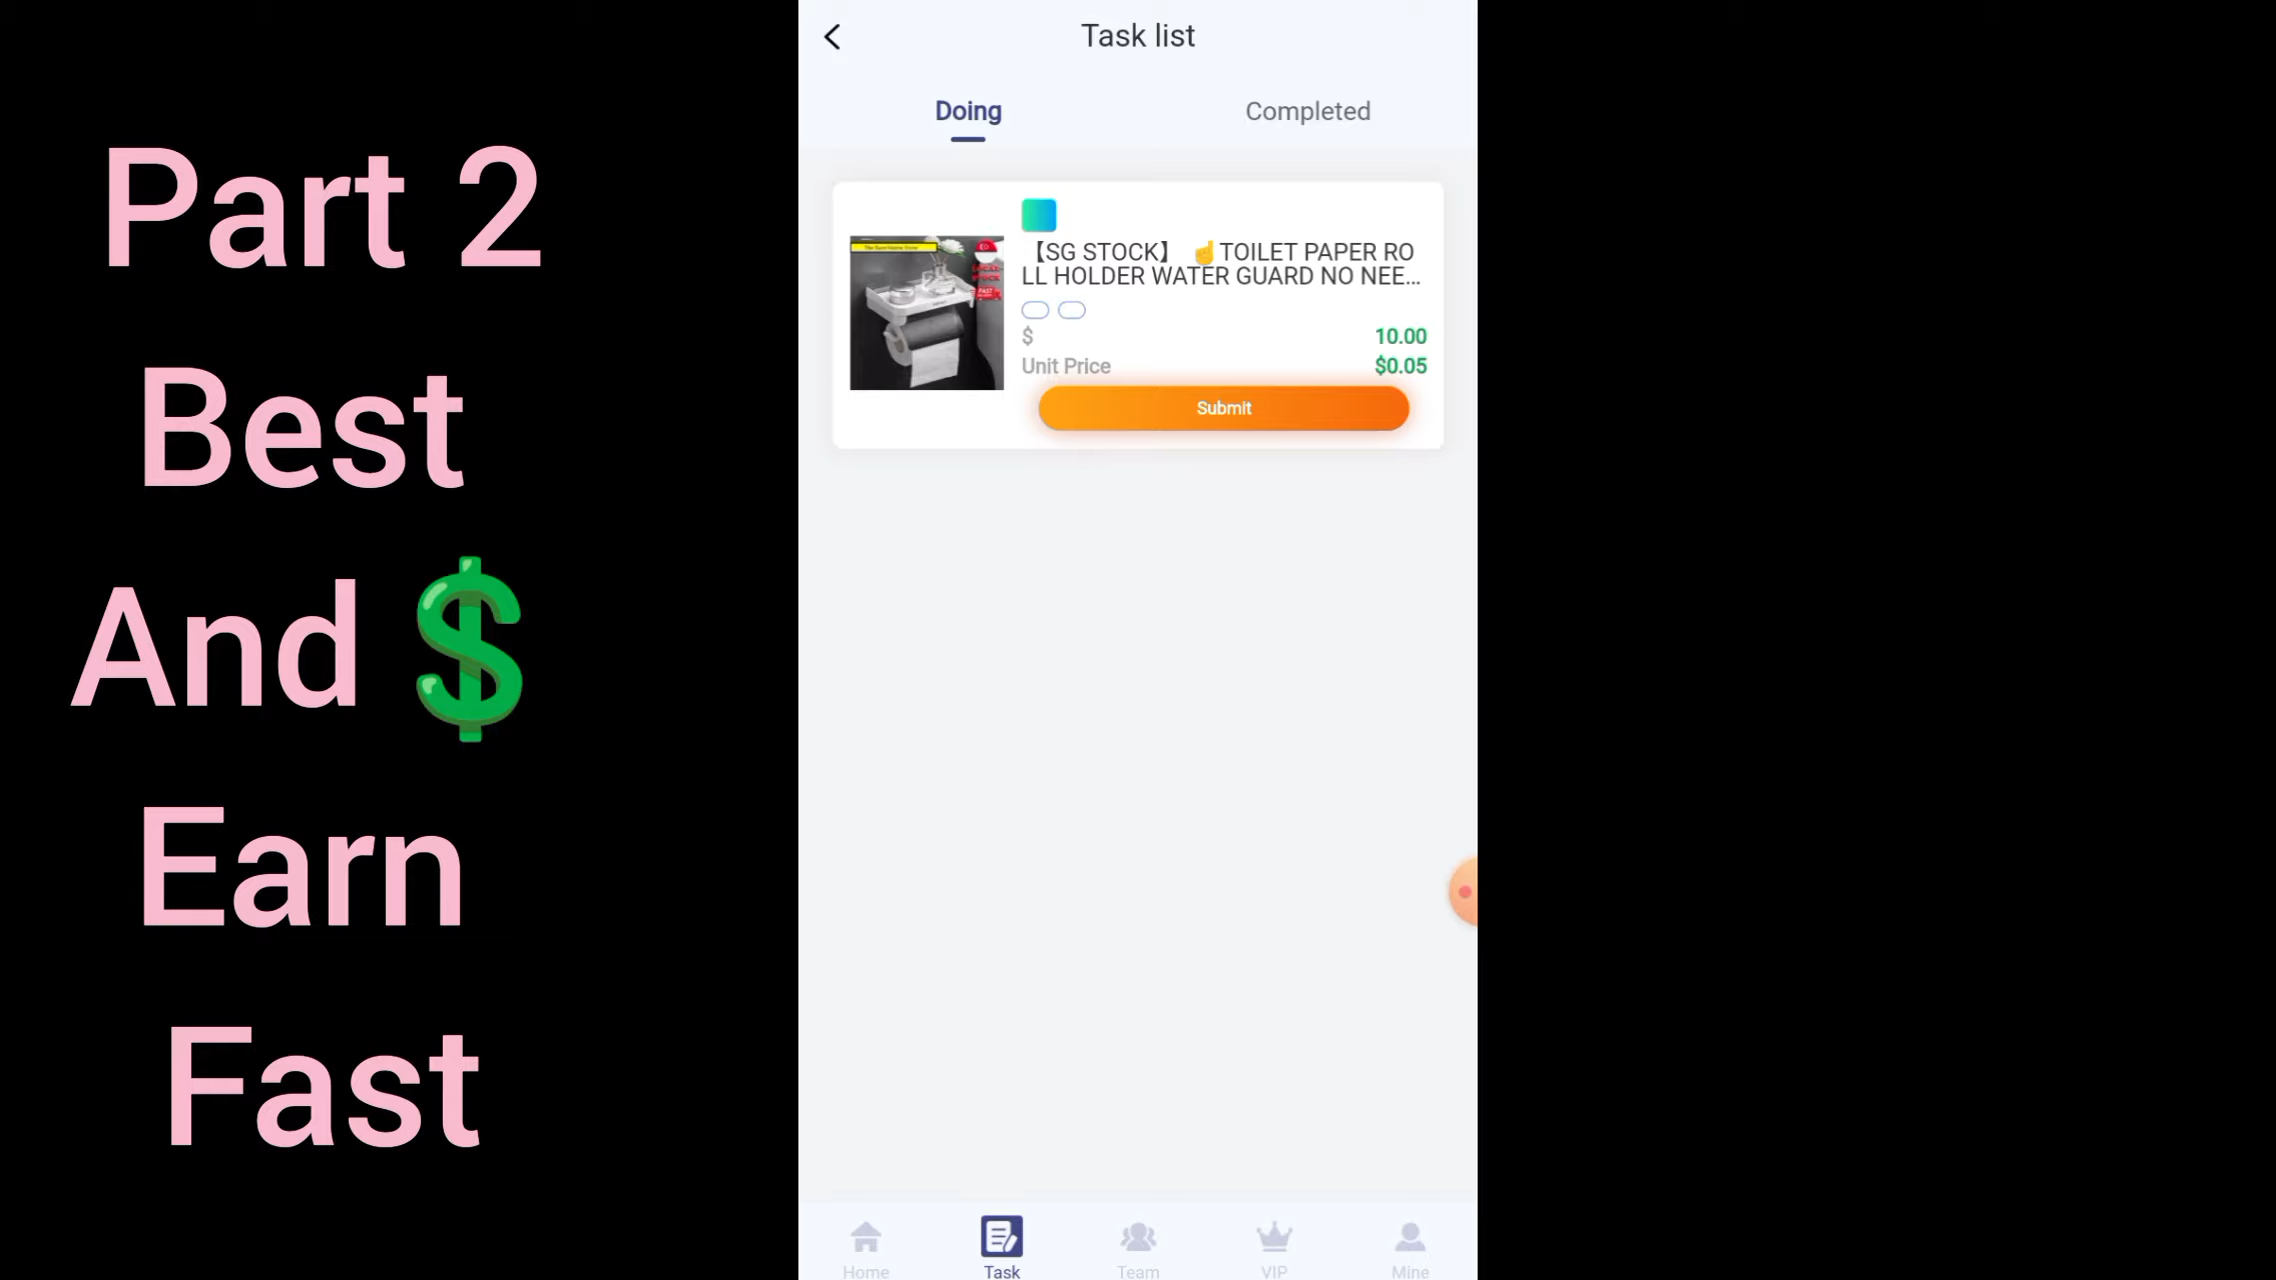 Part 2
Best
And 💲
Earn
Fast
Task list
Doing
Completed
【SG STOCK】 ☝TOILET PAPER RO
LL HOLDER WATER GUARD NO NEE...
$
10.00
Unit Price
$0.05
Submit
Home
Task
Team
VIP
Mine